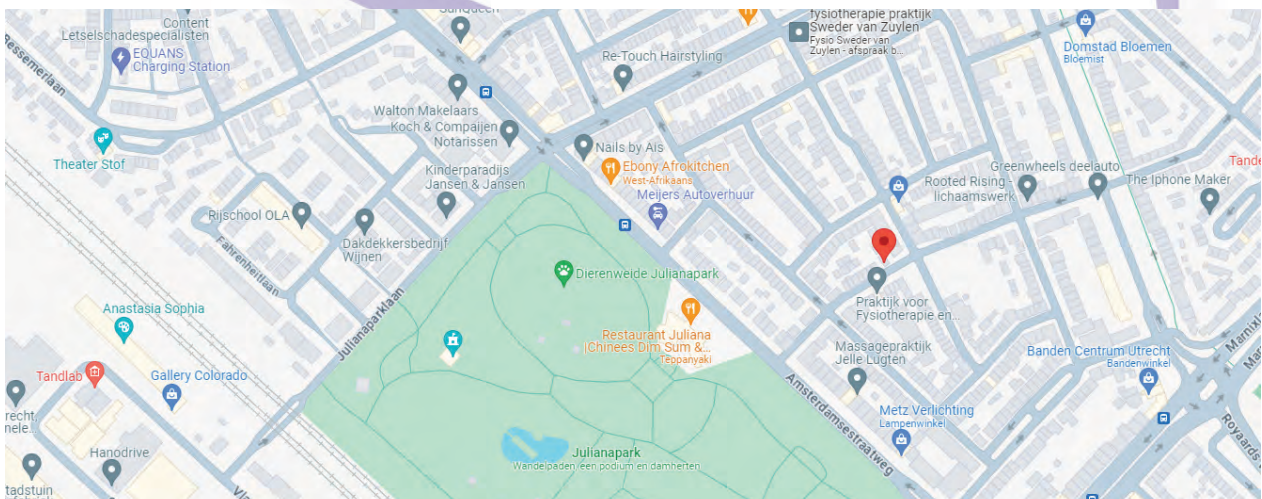 SunQueen
Content
Letselschadespecialisten
EQUANS
Charging Station
Bessemerlaan
Theater Stof
Walton Makelaars
Koch & Compaijen
Notarissen
Kinderparadijs
Jansen & Jansen
Rijschool OLA
Dakdekkersbedrijf
Wijnen
Fahrenheitlaan
Julianaparklaan
Anastasia Sophia
Tandlab
Gallery Colorado
Hanodrive
recht,
nele...
tadstuin
Re-Touch Hairstyling
fysiotherapie praktijk
Sweder van Zuylen
Fysio Sweder van
Zuylen - afspraak b...
Domstad Bloemen
Bloemist
Nails by Ais
Ebony Afrokitchen
West-Afrikaans
Meijers Autoverhuur
Greenwheels deelauto
Rooted Rising -
lichaamswerk
The Iphone Maker
Tande
Dierenweide Julianapark
Restaurant Juliana
|Chinees Dim Sum &...
Teppanyaki
Praktijk voor
Fysiotherapie en...
Massagepraktijk
Jelle Lugten
Banden Centrum Utrecht
Bandenwinkel
Metz Verlichting
Lampenwinkel
Amsterdamsestraatweg
Julianapark
Wandelpaden, een podium en damherten
Marnixla
Royaards